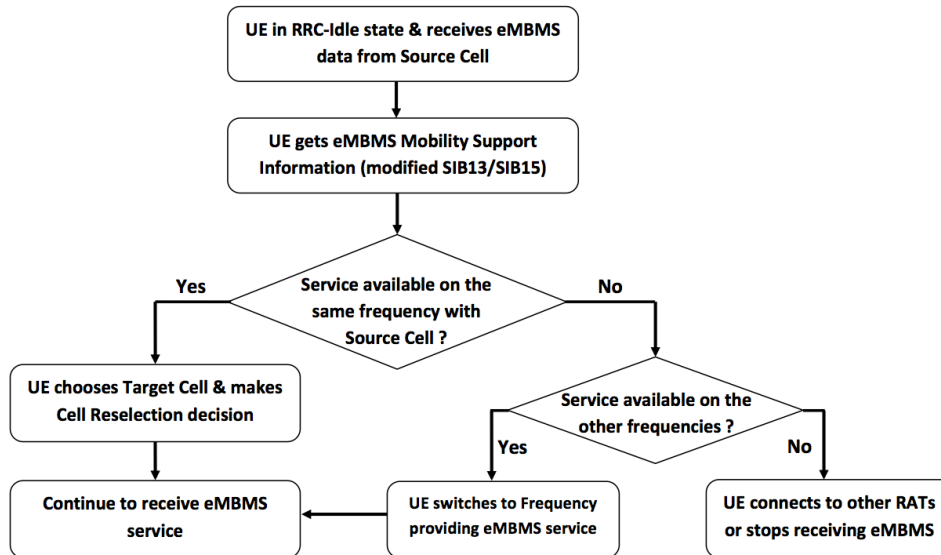 UE in RRC-Idle state & receives eMBMS
data from Source Cell
UE gets eMBMS Mobility Support
Information (modified SIB13/SIB15)
Service available on the
same frequency with
Source Cell ?
Yes
No
UE chooses Target Cell & makes
Cell Reselection decision
Service available on the
other frequencies ?
Yes
No
Continue to receive eMBMS
service
UE switches to Frequency
providing eMBMS service
UE connects to other RATs
or stops receiving eMBMS